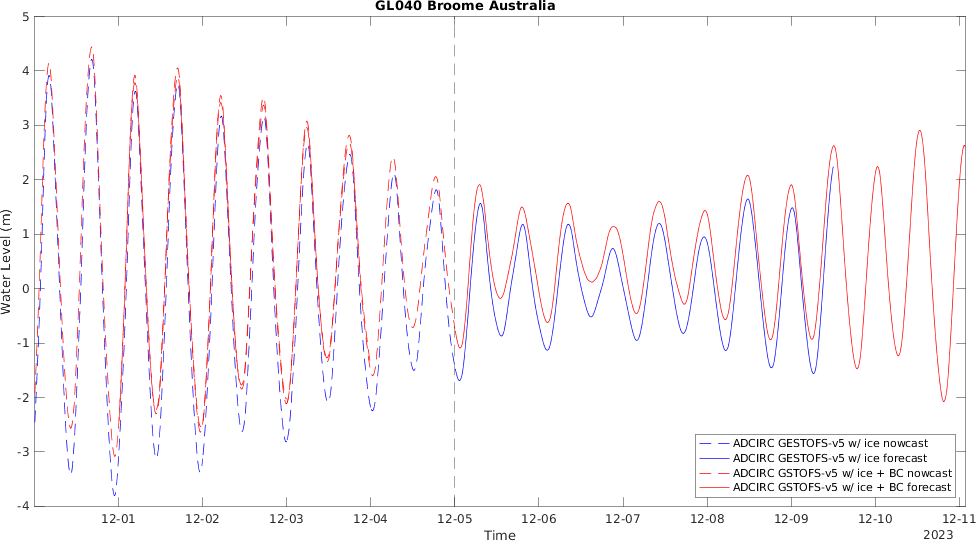 GL040 Broome Australia
5
4
3
2
1
0
-1
-2
-3
-4
Water Level (m)
ADCIRC GESTOFS-v5 w/ ice nowcast
ADCIRC GESTOFS-v5 w/ ice forecast
ADCIRC GSTOFS-v5 w/ ice + BC nowcast
ADCIRC GSTOFS-v5 w/ ice + BC forecast
12-01 12-02 12-03 12-04 12-05 12-06 12-07 12-08 12-09 12-10 12-11
Time 2023